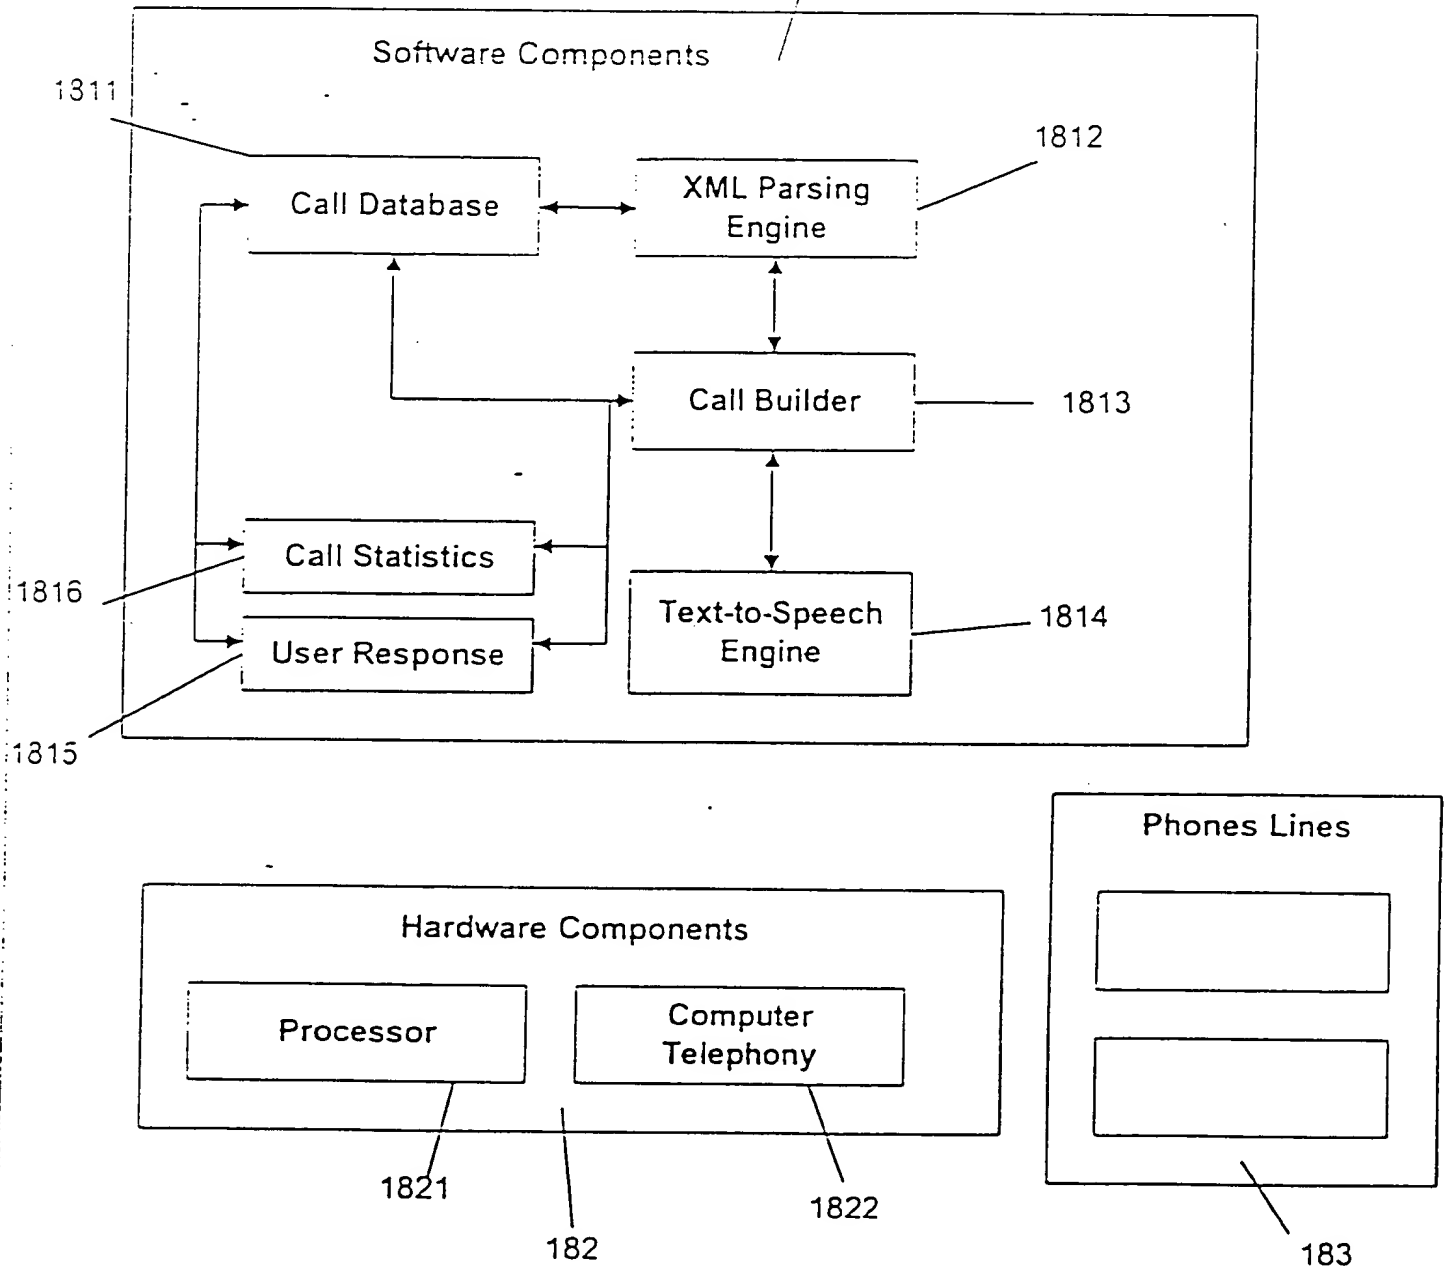 Software Components
1811
1812
Call Database
XML Parsing
Engine
Call Builder
1813
Call Statistics
1816
Text-to-Speech
Engine
1814
User Response
1815
Phones Lines
Hardware Components
Processor
Computer
Telephony
1821
1822
182
183